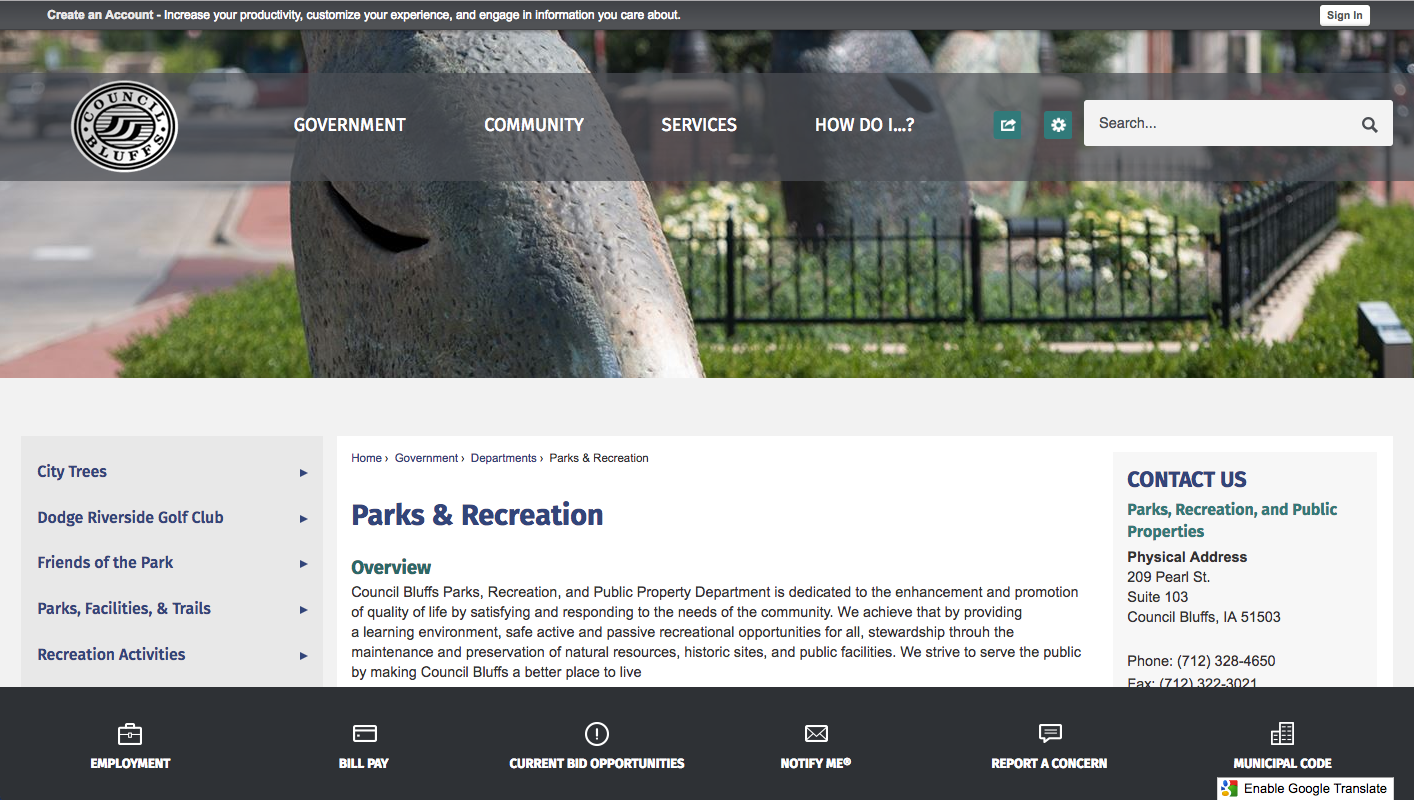 Create an Account - Increase your productivity, customize your experience, and engage in information you care about.
Sign In
COUNCIL BLUFFS
GOVERNMENT
COMMUNITY
SERVICES
HOW DO I...?
Search...
City Trees
Dodge Riverside Golf Club
Friends of the Park
Parks, Facilities, & Trails
Recreation Activities
Home › Government › Departments › Parks & Recreation
Parks & Recreation
Overview
Council Bluffs Parks, Recreation, and Public Property Department is dedicated to the enhancement and promotion
of quality of life by satisfying and responding to the needs of the community. We achieve that by providing
a learning environment, safe active and passive recreational opportunities for all, stewardship throuh the
maintenance and preservation of natural resources, historic sites, and public facilities. We strive to serve the public
by making Council Bluffs a better place to live
CONTACT US
Parks, Recreation, and Public
Properties
Physical Address
209 Pearl St.
Suite 103
Council Bluffs, IA 51503
Phone: (712) 328-4650
Fax: (712) 322-3021
EMPLOYMENT
BILL PAY
CURRENT BID OPPORTUNITIES
NOTIFY ME®
REPORT A CONCERN
MUNICIPAL CODE
Enable Google Translate